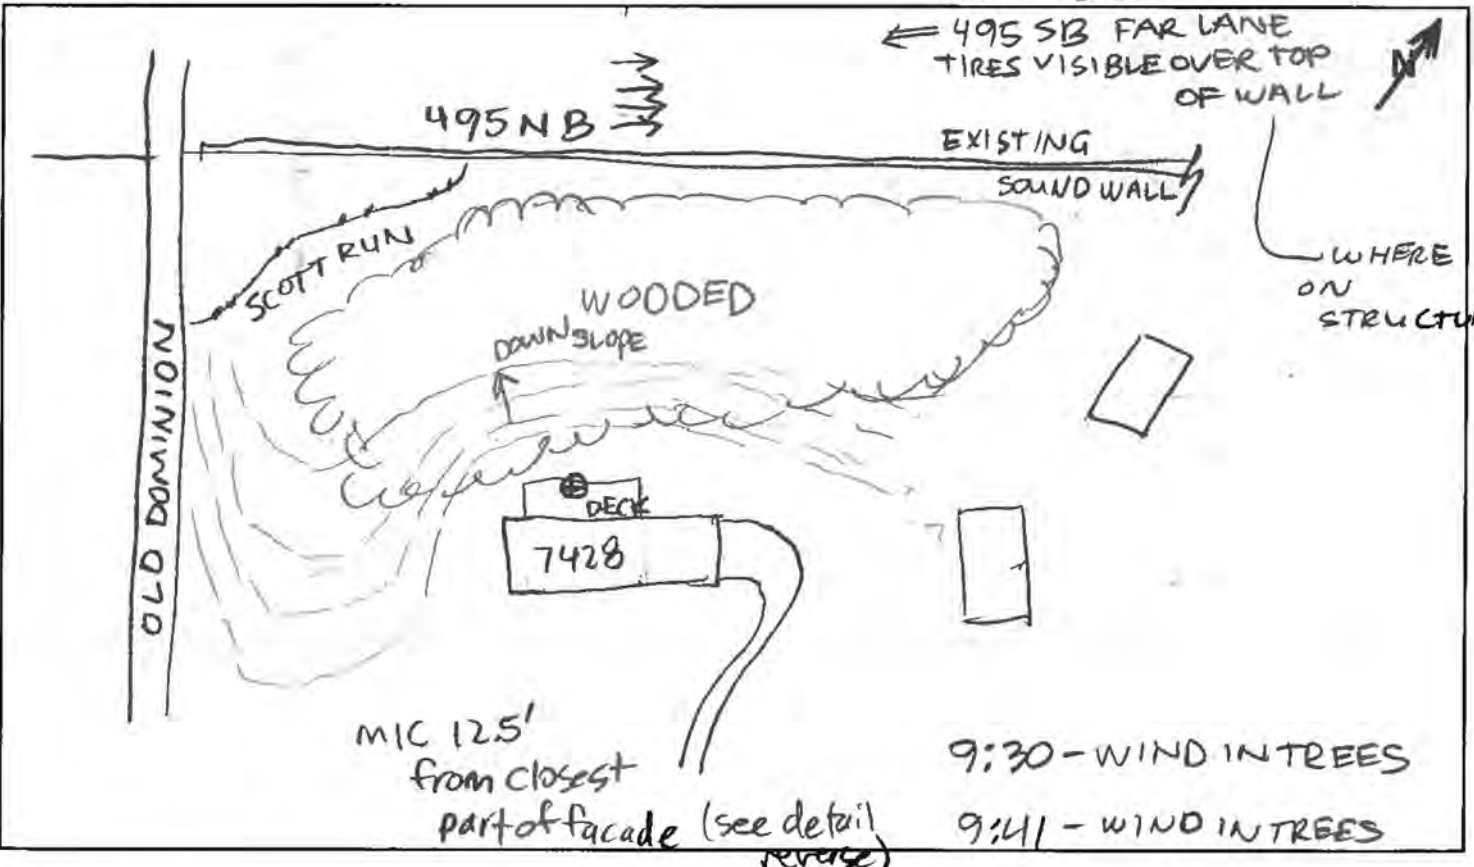 ⇐ 495 SB FAR LANE
TIRES VISIBLE OVER TOP
OF WALL
N
495 NB
EXISTING
SOUND WALL
SCOTT RUN
WHERE
ON
STRUCTU
WOODED
DOWN SLOPE
OLD DOMINION
DECK
7428
MIC 12.5'
from closest
part of facade (see detail
reverse)
9:30 - WIND IN TREES
9:41 - WIND IN TREES